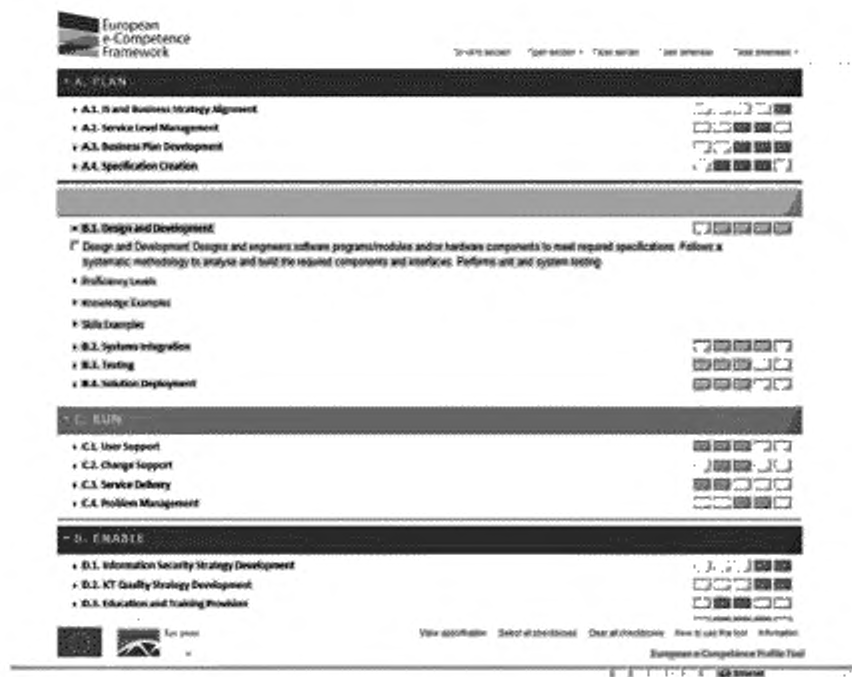 European
e-Competence
Framework
A. PLAN
A.1. IS and Business Strategy Alignment
A.2. Service Level Management
A.3. Business Plan Development
A.4. Specification Creation
B.1. Design and Development
Design and Development Designs and engineers software programs/modules and/or hardware components to meet required specifications. Follows a
systematic methodology to analyse and build the required components and interfaces. Performs unit and system testing.
Proficiency Levels
Knowledge Examples
Skills Examples
B.2. Systems Integration
B.3. Testing
B.4. Solution Deployment
C. RUN
C.1. User Support
C.2. Change Support
C.3. Service Delivery
C.4. Problem Management
D. ENABLE
D.1. Information Security Strategy Development
D.2. ICT Quality Strategy Development
D.3. Education and Training Provision
View specification Select all checkboxes Clear all checkboxes How to use the tool Information
European e-Competence Profile Tool
Internet